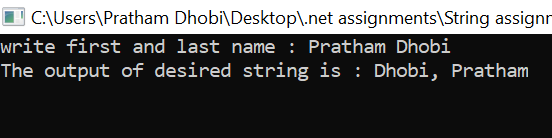 C:\Users\Pratham Dhobi\Desktop\.net assignments\String assignm
write first and last name : Pratham Dhobi
The output of desired string is : Dhobi, Pratham